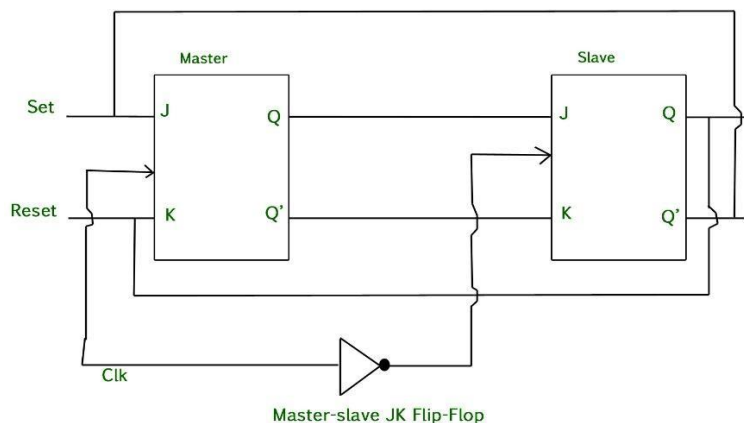 Master
Slave
Set
J
Q
J
Q
Reset
K
Q'
K
Q'
Clk
Master-slave JK Flip-Flop